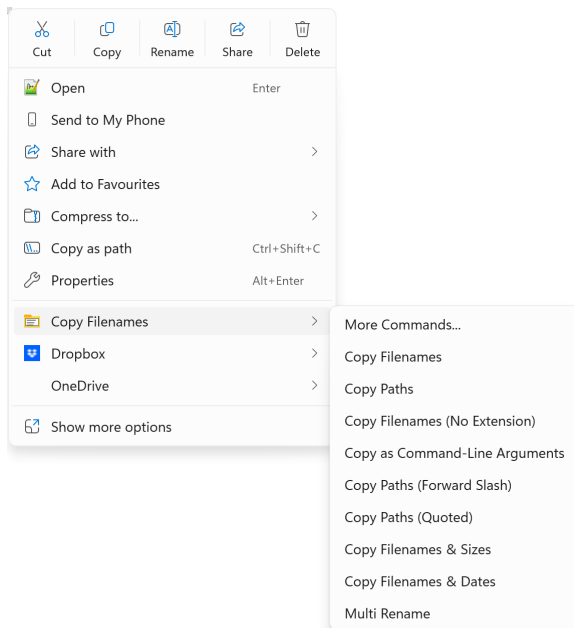 Cut Copy Rename Share Delete
Open Enter
Send to My Phone
Share with
Add to Favourites
Compress to...
Copy as path Ctrl+Shift+C
Properties Alt+Enter
Copy Filenames
Dropbox
OneDrive
Show more options
More Commands...
Copy Filenames
Copy Paths
Copy Filenames (No Extension)
Copy as Command-Line Arguments
Copy Paths (Forward Slash)
Copy Paths (Quoted)
Copy Filenames & Sizes
Copy Filenames & Dates
Multi Rename